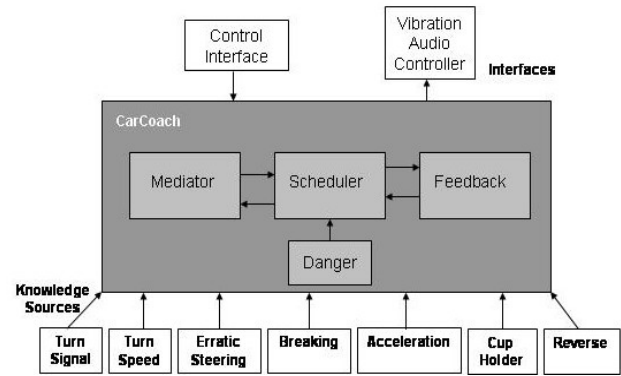 Control
Interface
Vibration
Audio
Controller
Interfaces
CarCoach
Mediator
Scheduler
Feedback
Danger
Knowledge
Sources
Turn
Signal
Turn
Speed
Erratic
Steering
Breaking
Acceleration
Cup
Holder
Reverse